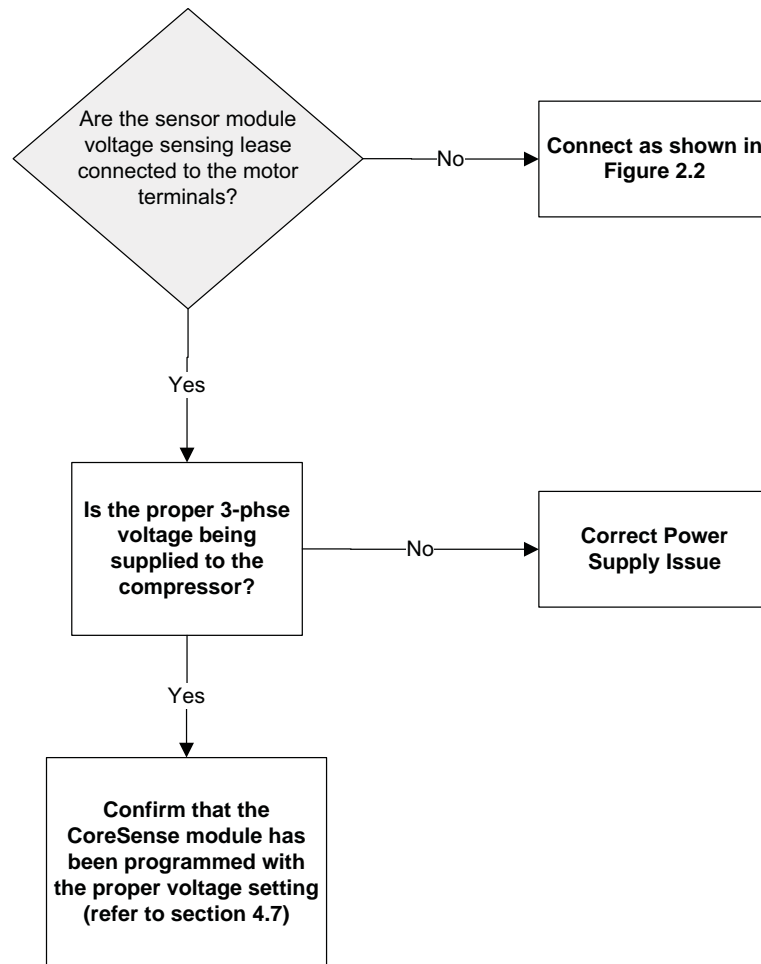 Are the sensor module
voltage sensing lease
connected to the motor
terminals?
No
Connect as shown in
Figure 2.2
Yes
Is the proper 3-phse
voltage being
supplied to the
compressor?
No
Correct Power
Supply Issue
Yes
Confirm that the
CoreSense module has
been programmed with
the proper voltage setting
(refer to section 4.7)